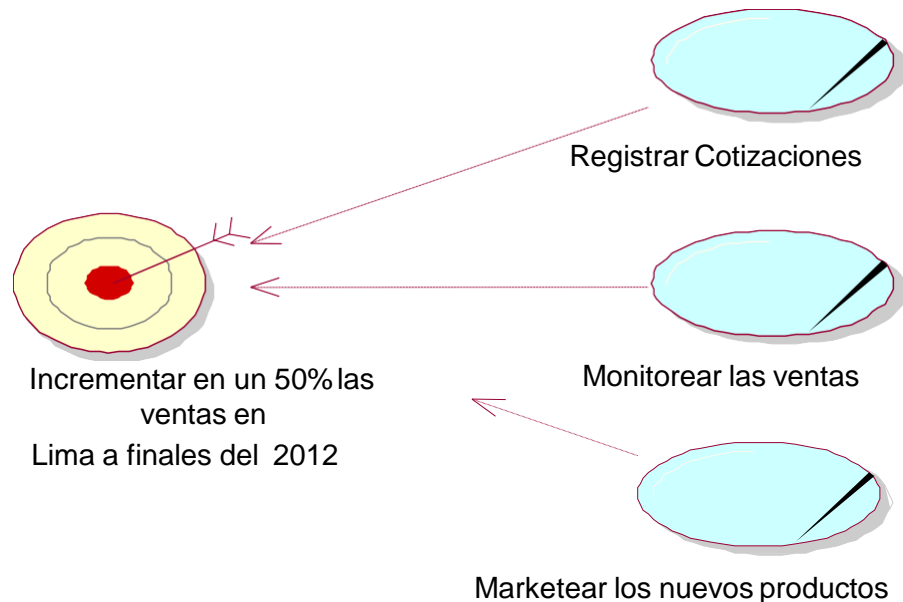 Registrar Cotizaciones
Incrementar en un 50% las
ventas en
Lima a finales del 2012
Monitorear las ventas
Marketear los nuevos productos